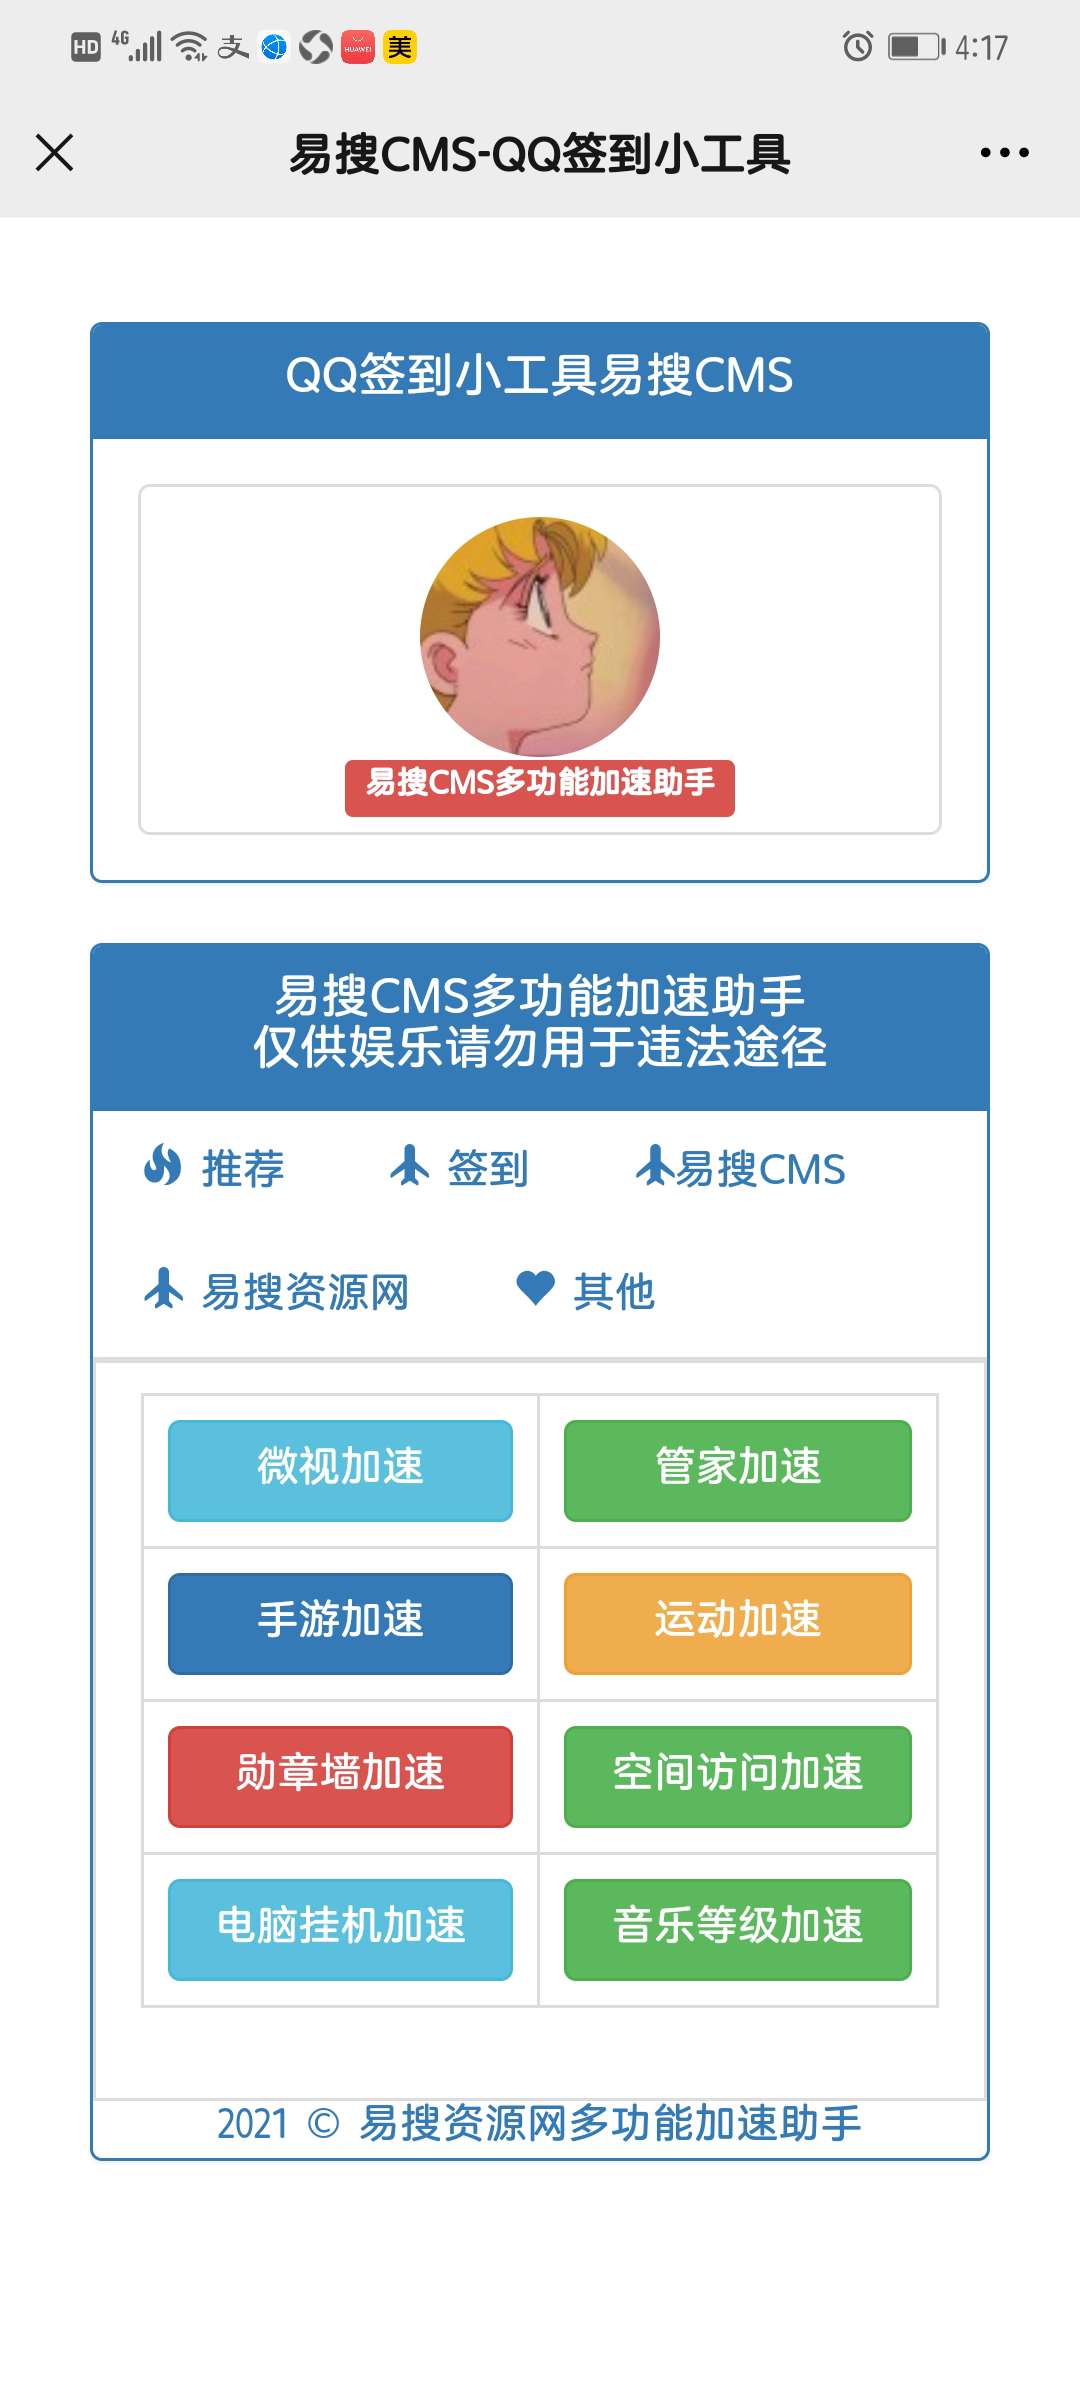 HD 4G 支 HUAWEI 美 4:17
易搜CMS-QQ签到小工具
QQ签到小工具易搜CMS
易搜CMS多功能加速助手
易搜CMS多功能加速助手
仅供娱乐请勿用于违法途径
推荐 签到 易搜CMS
易搜资源网 其他
微视加速 管家加速
手游加速 运动加速
勋章墙加速 空间访问加速
电脑挂机加速 音乐等级加速
2021 © 易搜资源网多功能加速助手